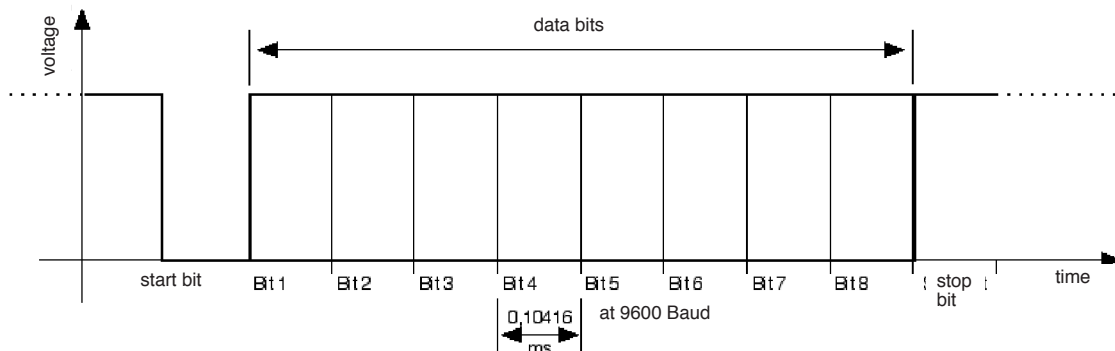 voltage
data bits
start bit Bit1 Bit2 Bit3 Bit4 Bit5 Bit6 Bit7 Bit8 stop time
bit
0,10416 at 9600 Baud
ms